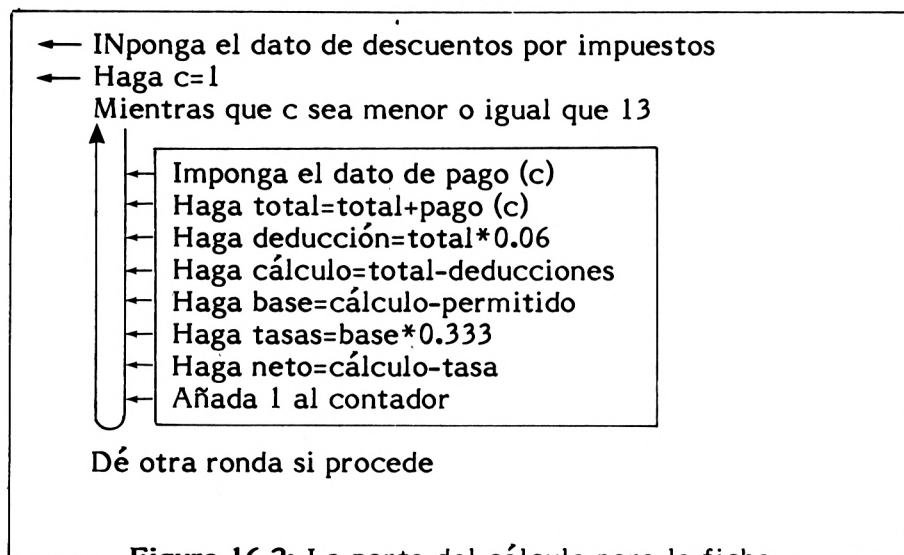 INponga el dato de descuentos por impuestos
Haga c=1
Mientras que c sea menor o igual que 13
Imponga el dato de pago (c)
Haga total=total+pago (c)
Haga deducción=total*0.06
Haga cálculo=total-deducciones
Haga base=cálculo-permitido
Haga tasas=base*0.333
Haga neto=cálculo-tasa
Añada 1 al contador
Dé otra ronda si procede
Figura 16.2: La parte del cálculo para la ficha